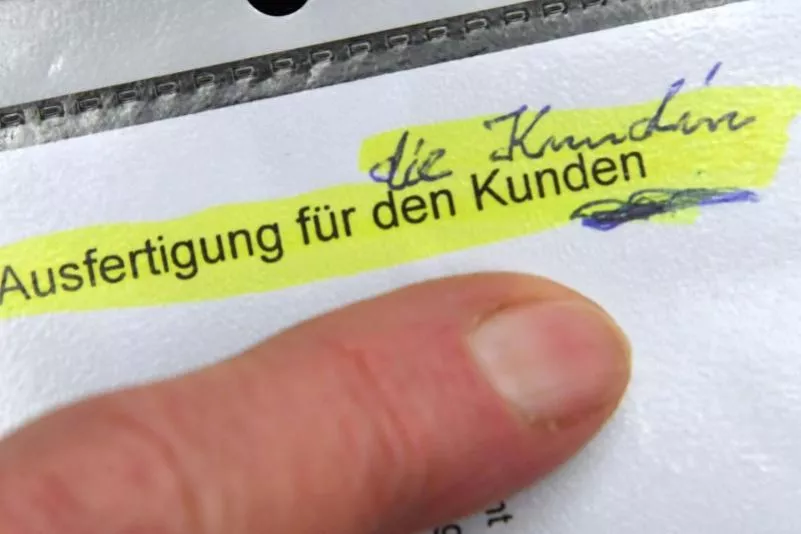 die Kundin
Ausfertigung für den Kunden